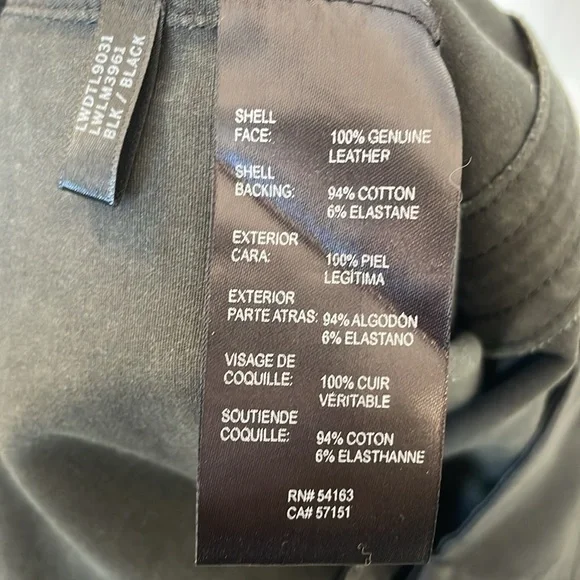 LWDTL9031
LWLM3961
BLK / BLACK
SHELL
FACE: 100% GENUINE
LEATHER
SHELL
BACKING: 94% COTTON
6% ELASTANE
EXTERIOR
CARA: 100% PIEL
LEGÍTIMA
EXTERIOR
PARTE ATRAS: 94% ALGODÓN
6% ELASTANO
VISAGE DE
COQUILLE: 100% CUIR
VÉRITABLE
SOUTIENDE
COQUILLE: 94% COTON
6% ELASTHANNE
RN# 54163
CA# 57151